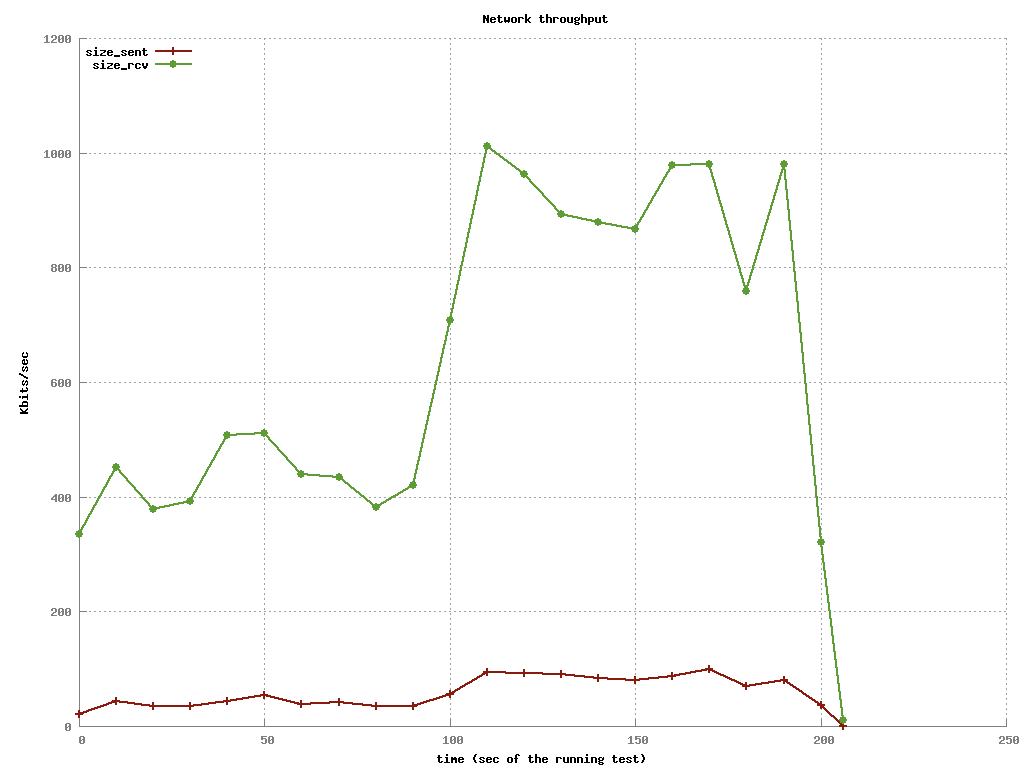 Network throughput
1200
size_sent
size_rcv
1000
800
600
400
200
0
Kbits/sec
0 50 100 150 200 250
time (sec of the running test)